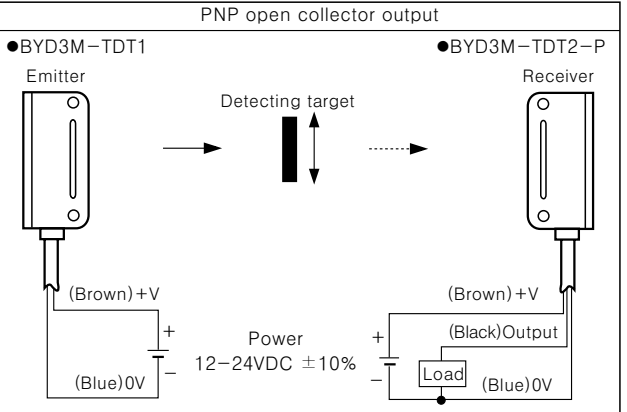 PNP open collector output
●BYD3M-TDT1
●BYD3M-TDT2-P
Emitter
Receiver
Detecting target
(Brown)+V
(Brown)+V
+
Power
+
(Black)Output
12-24VDC ±10%
−
−
Load
(Blue)0V
(Blue)0V